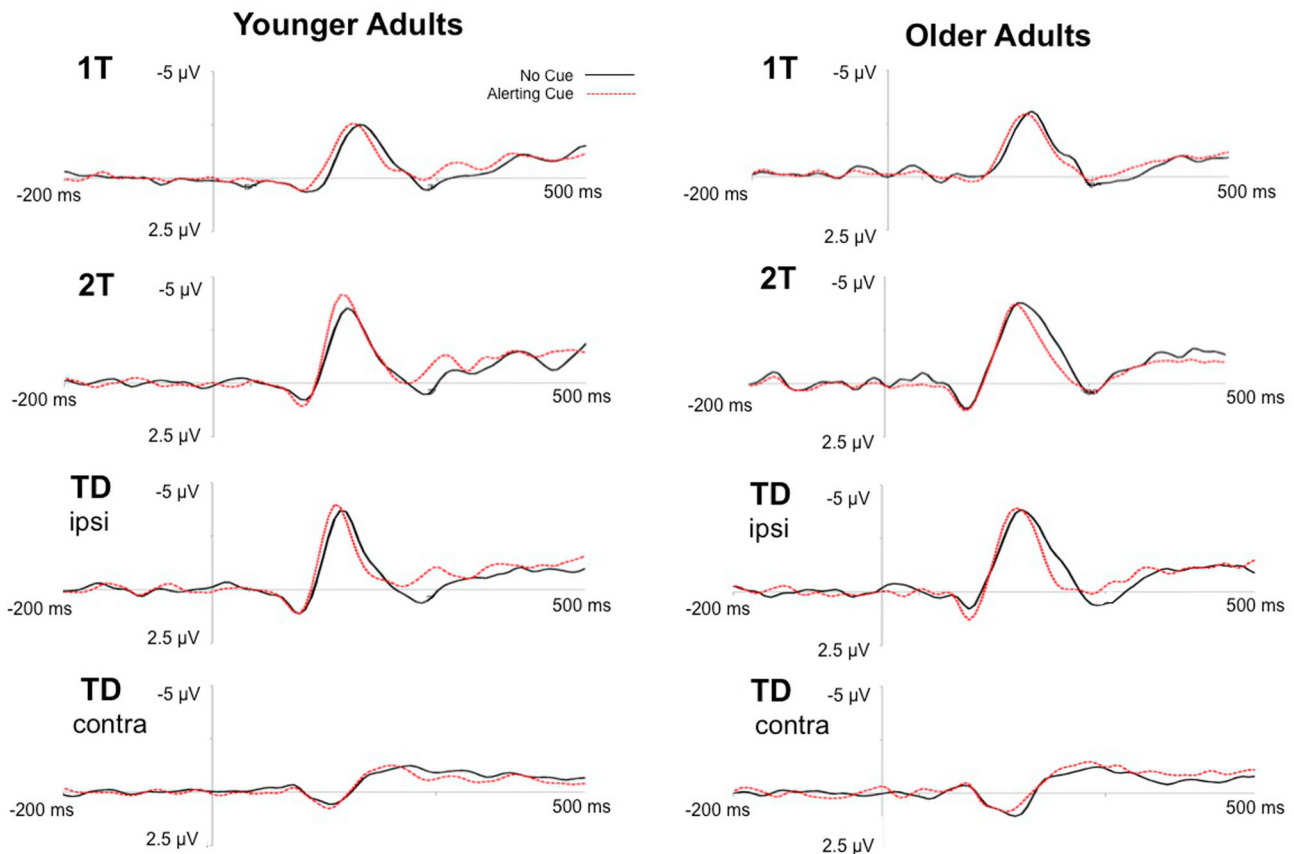 Younger Adults
1T
-5 µV
No Cue
Alerting Cue
-200 ms
500 ms
2.5 µV
2T
-5 µV
-200 ms
500 ms
2.5 µV
TD
ipsi
-5 µV
-200 ms
500 ms
2.5 µV
TD
contra
-5 µV
-200 ms
500 ms
2.5 µV
Older Adults
1T
-5 µV
-200 ms
500 ms
2.5 µV
2T
-5 µV
-200 ms
500 ms
2.5 µV
TD
ipsi
-5 µV
-200 ms
500 ms
2.5 µV
TD
contra
-5 µV
-200 ms
500 ms
2.5 µV